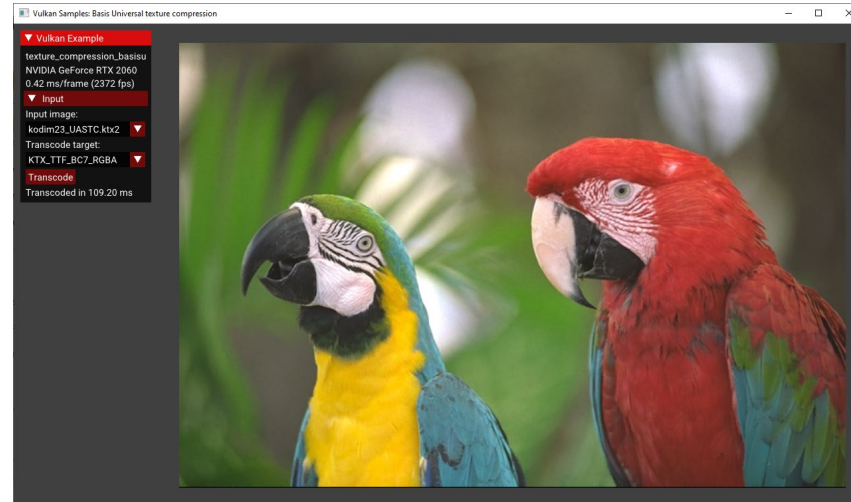 Vulkan Samples: Basis Universal texture compression
Vulkan Example
texture_compression_basisu
NVIDIA GeForce RTX 2060
0.42 ms/frame (2372 fps)
Input
Input image:
kodim23_UASTC.ktx2
Transcode target:
KTX_TTF_BC7_RGBA
Transcode
Transcoded in 109.20 ms